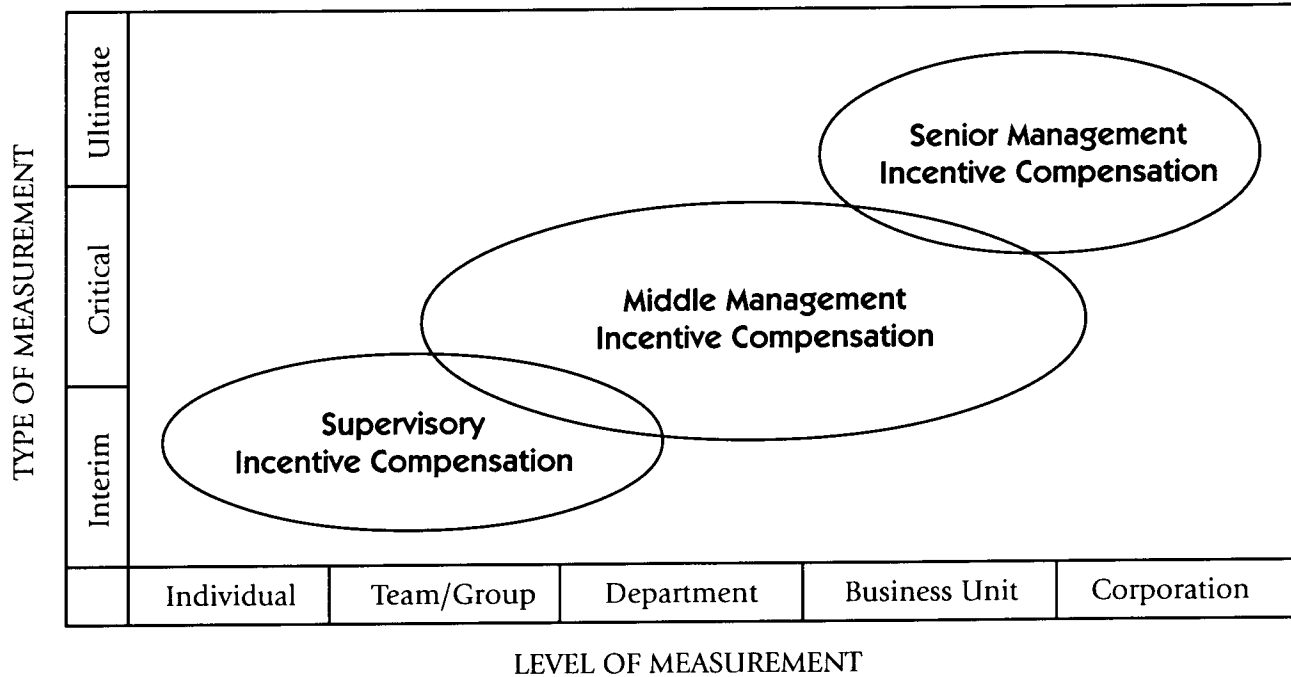 TYPE OF MEASUREMENT
Ultimate
Critical
Interim
Senior Management
Incentive Compensation
Middle Management
Incentive Compensation
Supervisory
Incentive Compensation
Individual
Team/Group
Department
Business Unit
Corporation
LEVEL OF MEASUREMENT